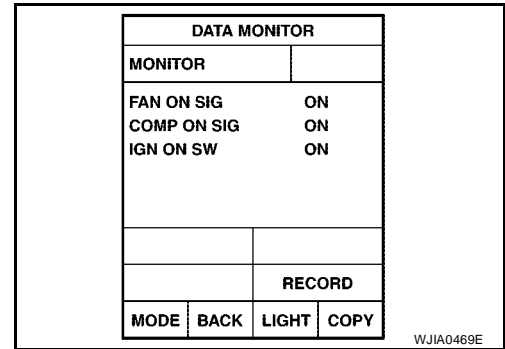 DATA MONITOR
MONITOR
FAN ON SIG ON
COMP ON SIG ON
IGN ON SW ON
RECORD
MODE BACK LIGHT COPY
WJIA0469E